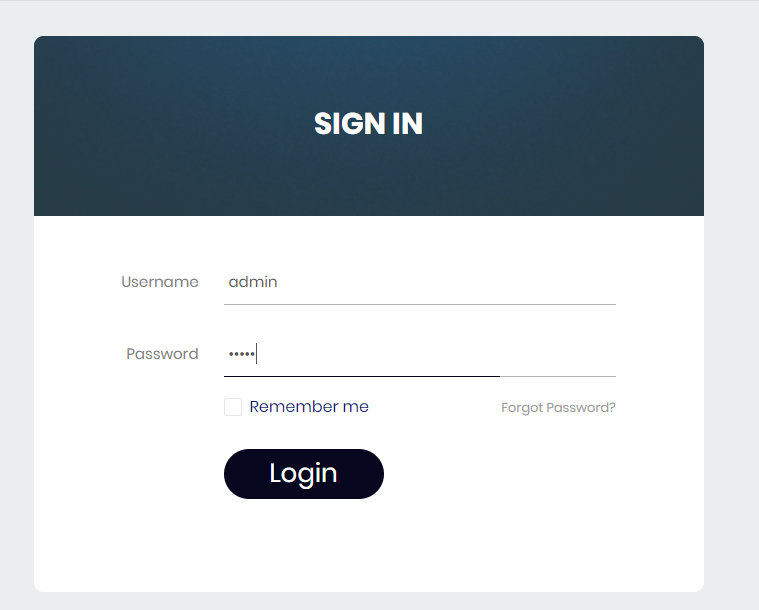 SIGN IN
Username admin
Password •••••
Remember me Forgot Password?
Login